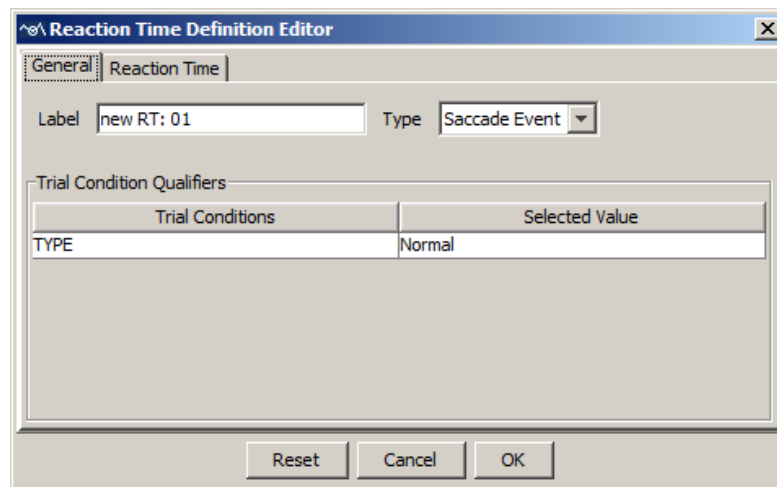 Reaction Time Definition Editor
General Reaction Time
Label new RT: 01 Type Saccade Event
Trial Condition Qualifiers
Trial Conditions Selected Value
TYPE Normal
Reset Cancel OK